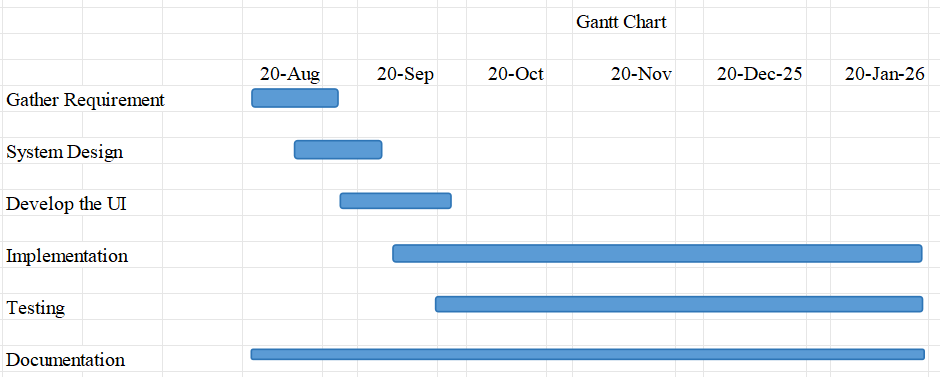 Gantt Chart
20-Aug 20-Sep 20-Oct 20-Nov 20-Dec-25 20-Jan-26
Gather Requirement
System Design
Develop the UI
Implementation
Testing
Documentation